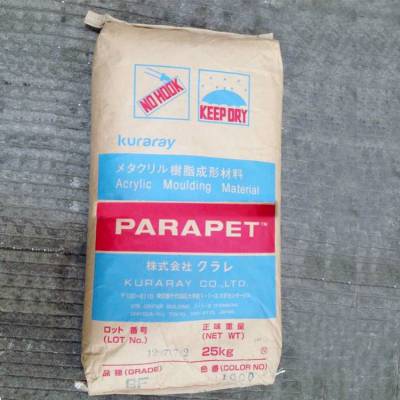 NO HOOK
KEEP DRY
kuraray
メタクリル樹脂成形材料
Acrylic Moulding Material
PARAPET™
株式会社 クラレ
KURARAY CO.,LTD.
ロット 番号
(LOT No.)
正味重量
(NET WT)
25kg
品種(GRADE)
色番(COLOR NO)